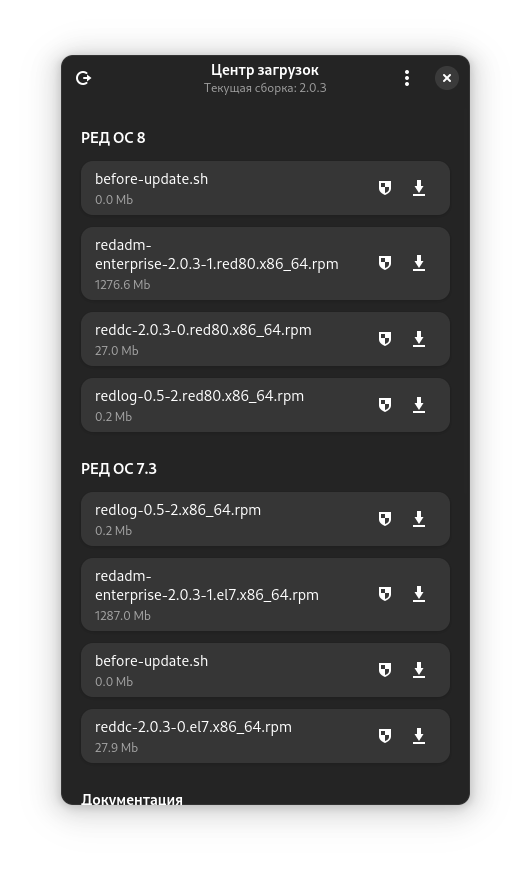 Центр загрузок
Текущая сборка: 2.0.3
РЕД ОС 8
before-update.sh
0.0 Mb
redadm-
enterprise-2.0.3-1.red80.x86_64.rpm
1276.6 Mb
reddc-2.0.3-0.red80.x86_64.rpm
27.0 Mb
redlog-0.5-2.red80.x86_64.rpm
0.2 Mb
РЕД ОС 7.3
redlog-0.5-2.x86_64.rpm
0.2 Mb
redadm-
enterprise-2.0.3-1.el7.x86_64.rpm
1287.0 Mb
before-update.sh
0.0 Mb
reddc-2.0.3-0.el7.x86_64.rpm
27.9 Mb
Документация